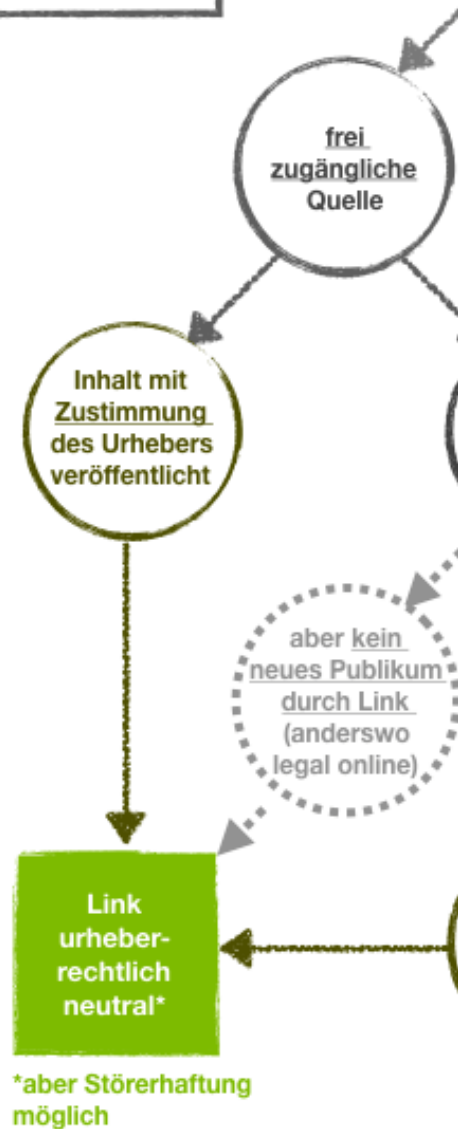 frei
zugängliche
Quelle
Inhalt mit
Zustimmung
des Urhebers
veröffentlicht
aber kein
neues Publikum
durch Link
(anderswo
legal online)
Link
urheber-
rechtlich
neutral*
*aber Störerhaftung
möglich